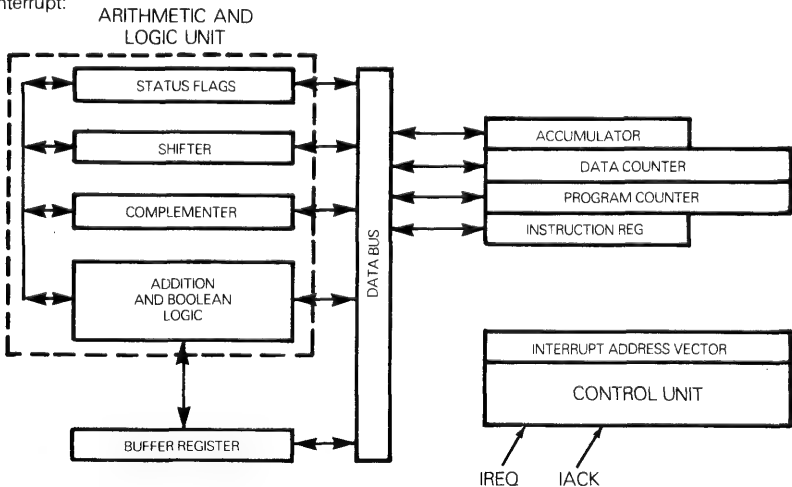 nterrupt:
ARITHMETIC AND
LOGIC UNIT
STATUS FLAGS
SHIFTER
COMPLEMENTER
ADDITION
AND BOOLEAN
LOGIC
BUFFER REGISTER
DATA BUS
ACCUMULATOR
DATA COUNTER
PROGRAM COUNTER
INSTRUCTION REG
INTERRUPT ADDRESS VECTOR
CONTROL UNIT
IREQ IACK